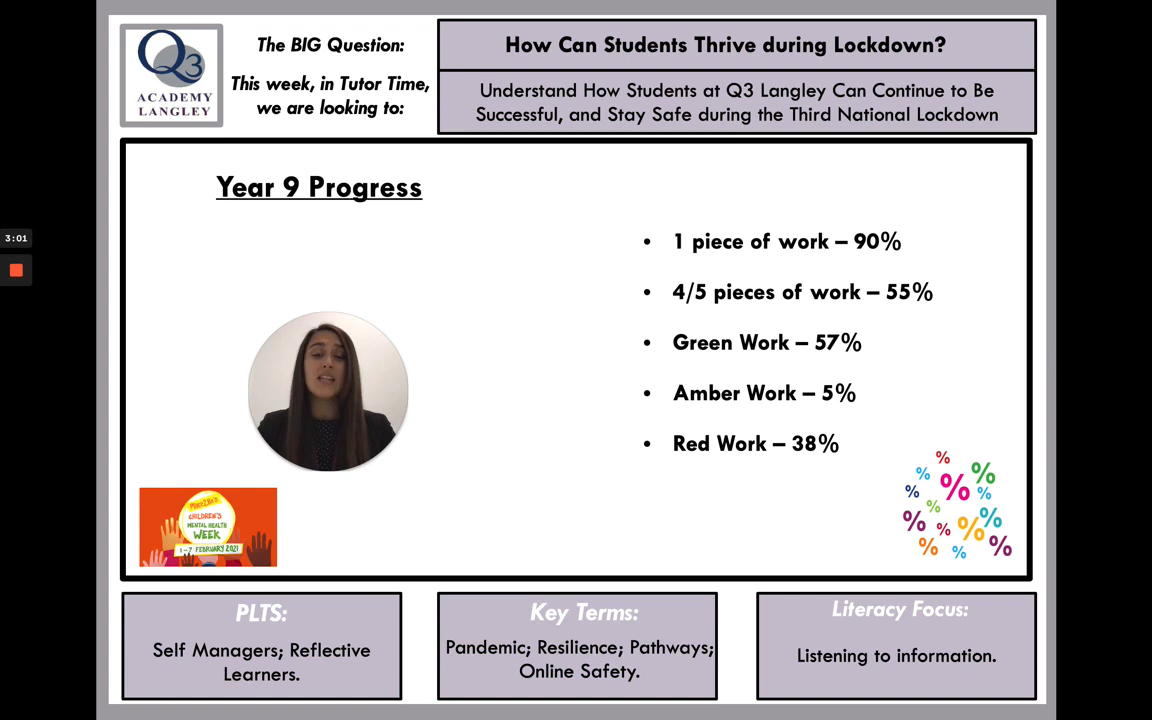 Q3
ACADEMY
LANGLEY
The BIG Question:
This week, in Tutor Time,
we are looking to:
How Can Students Thrive during Lockdown?
Understand How Students at Q3 Langley Can Continue to Be
Successful, and Stay Safe during the Third National Lockdown
Year 9 Progress
3:01
• 1 piece of work – 90%
• 4/5 pieces of work – 55%
• Green Work – 57%
• Amber Work – 5%
• Red Work – 38%
CHILDREN'S
MENTAL HEALTH
WEEK
1–7 FEBRUARY 2021
% % % % % % % % % % % % % % % %
PLTS:
Self Managers; Reflective
Learners.
Key Terms:
Pandemic; Resilience; Pathways;
Online Safety.
Literacy Focus:
Listening to information.